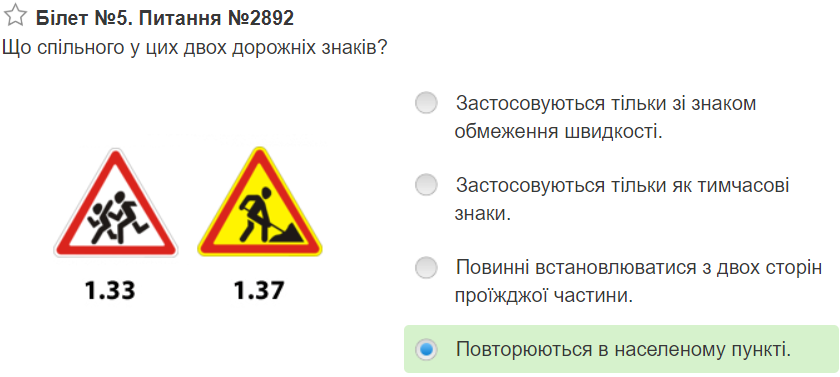 Білет №5. Питання №2892
Що спільного у цих двох дорожніх знаків?
1.33
1.37
Застосовуються тільки зі знаком
обмеження швидкості.
Застосовуються тільки як тимчасові
знаки.
Повинні встановлюватися з двох сторін
проїжджої частини.
Повторюються в населеному пункті.